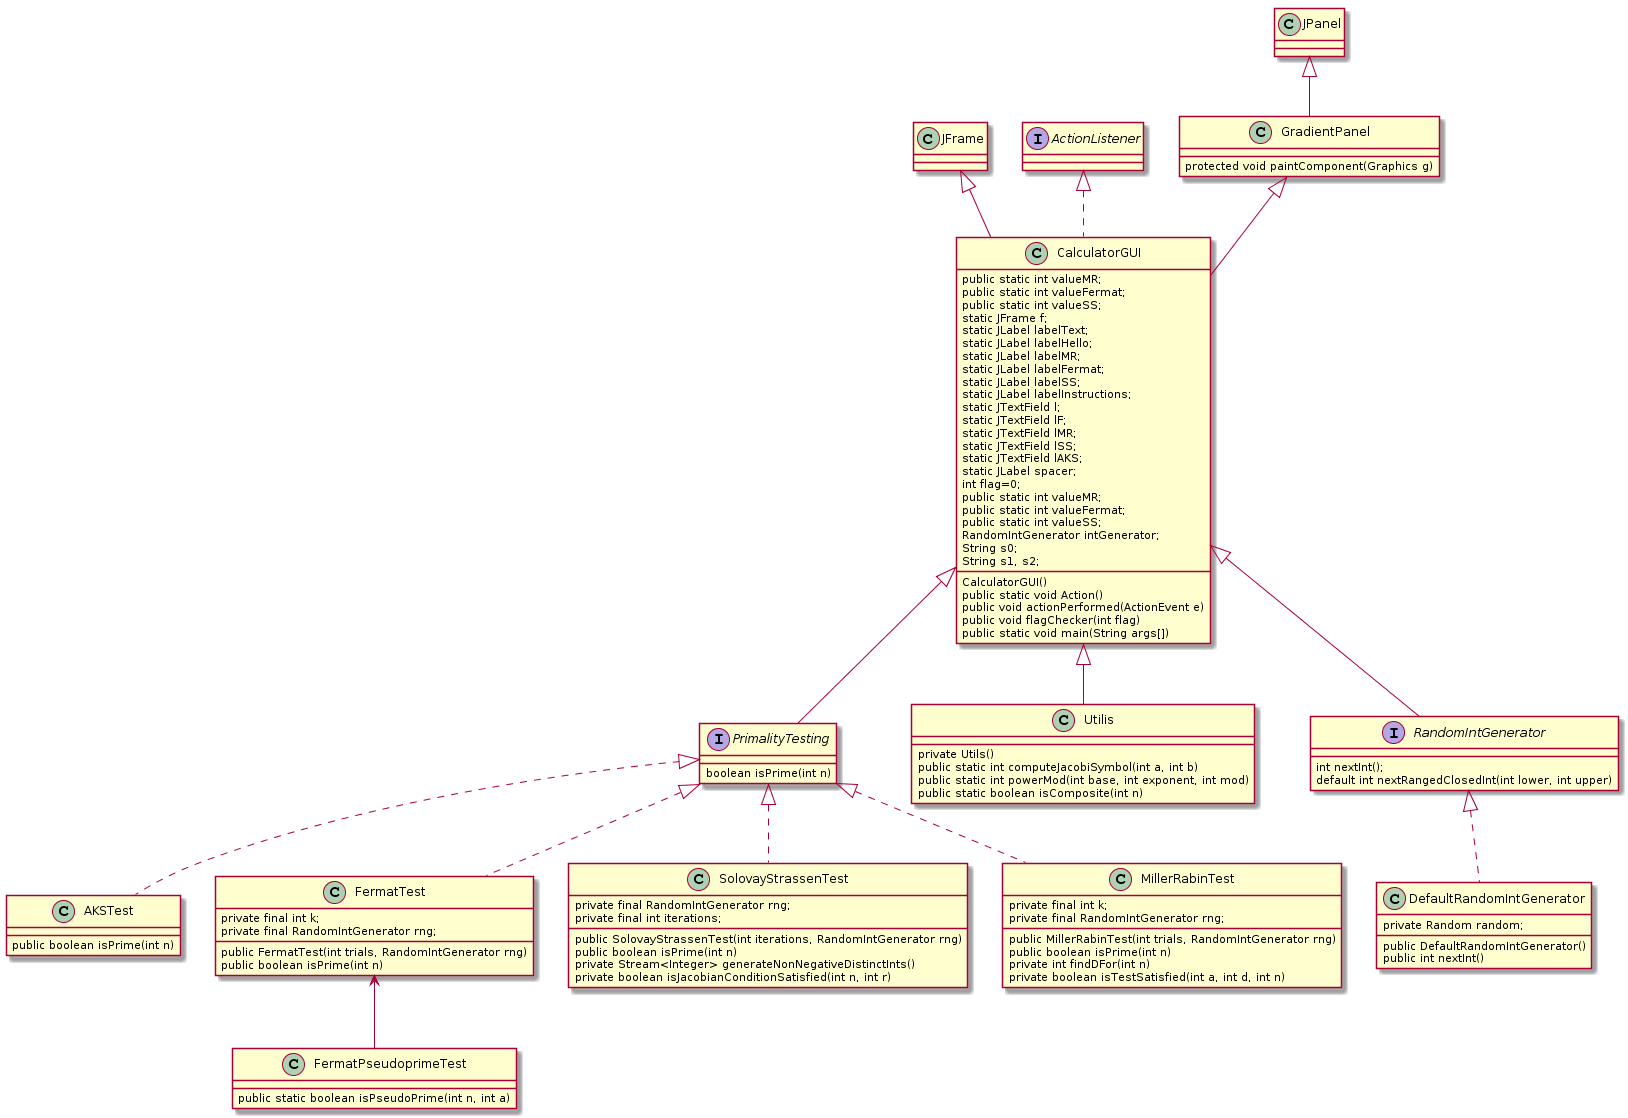 C JPanel
C JFrame
I ActionListener
C GradientPanel
protected void paintComponent(Graphics g)
C CalculatorGUI
public static int valueMR;
public static int valueFermat;
public static int valueSS;
static JFrame f;
static JLabel labelText;
static JLabel labelHello;
static JLabel labelMR;
static JLabel labelFermat;
static JLabel labelSS;
static JLabel labelInstructions;
static JTextField l;
static JTextField lF;
static JTextField lMR;
static JTextField lSS;
static JTextField lAKS;
static JLabel spacer;
int flag=0;
public static int valueMR;
public static int valueFermat;
public static int valueSS;
RandomIntGenerator intGenerator;
String s0;
String s1, s2;
CalculatorGUI()
public static void Action()
public void actionPerformed(ActionEvent e)
public void flagChecker(int flag)
public static void main(String args[])
I PrimalityTesting
boolean isPrime(int n)
C Utilis
private Utils()
public static int computeJacobiSymbol(int a, int b)
public static int powerMod(int base, int exponent, int mod)
public static boolean isComposite(int n)
I RandomIntGenerator
int nextInt();
default int nextRangedClosedInt(int lower, int upper)
C AKSTest
public boolean isPrime(int n)
C FermatTest
private final int k;
private final RandomIntGenerator rng;
public FermatTest(int trials, RandomIntGenerator rng)
public boolean isPrime(int n)
C SolovayStrassenTest
private final RandomIntGenerator rng;
private final int iterations;
public SolovayStrassenTest(int iterations, RandomIntGenerator rng)
public boolean isPrime(int n)
private Stream<Integer> generateNonNegativeDistinctInts()
private boolean isJacobianConditionSatisfied(int n, int r)
C MillerRabinTest
private final int k;
private final RandomIntGenerator rng;
public MillerRabinTest(int trials, RandomIntGenerator rng)
public boolean isPrime(int n)
private int findDFor(int n)
private boolean isTestSatisfied(int a, int d, int n)
C DefaultRandomIntGenerator
private Random random;
public DefaultRandomIntGenerator()
public int nextInt()
C FermatPseudoprimeTest
public static boolean isPseudoPrime(int n, int a)